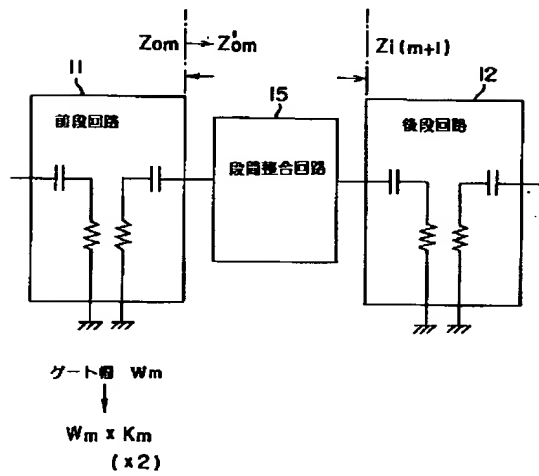 Zom
Z'om
Zi(m+1)
11
15
12
前段回路
段間整合回路
後段回路
ゲート幅 Wm
Wm x Km
(x2)